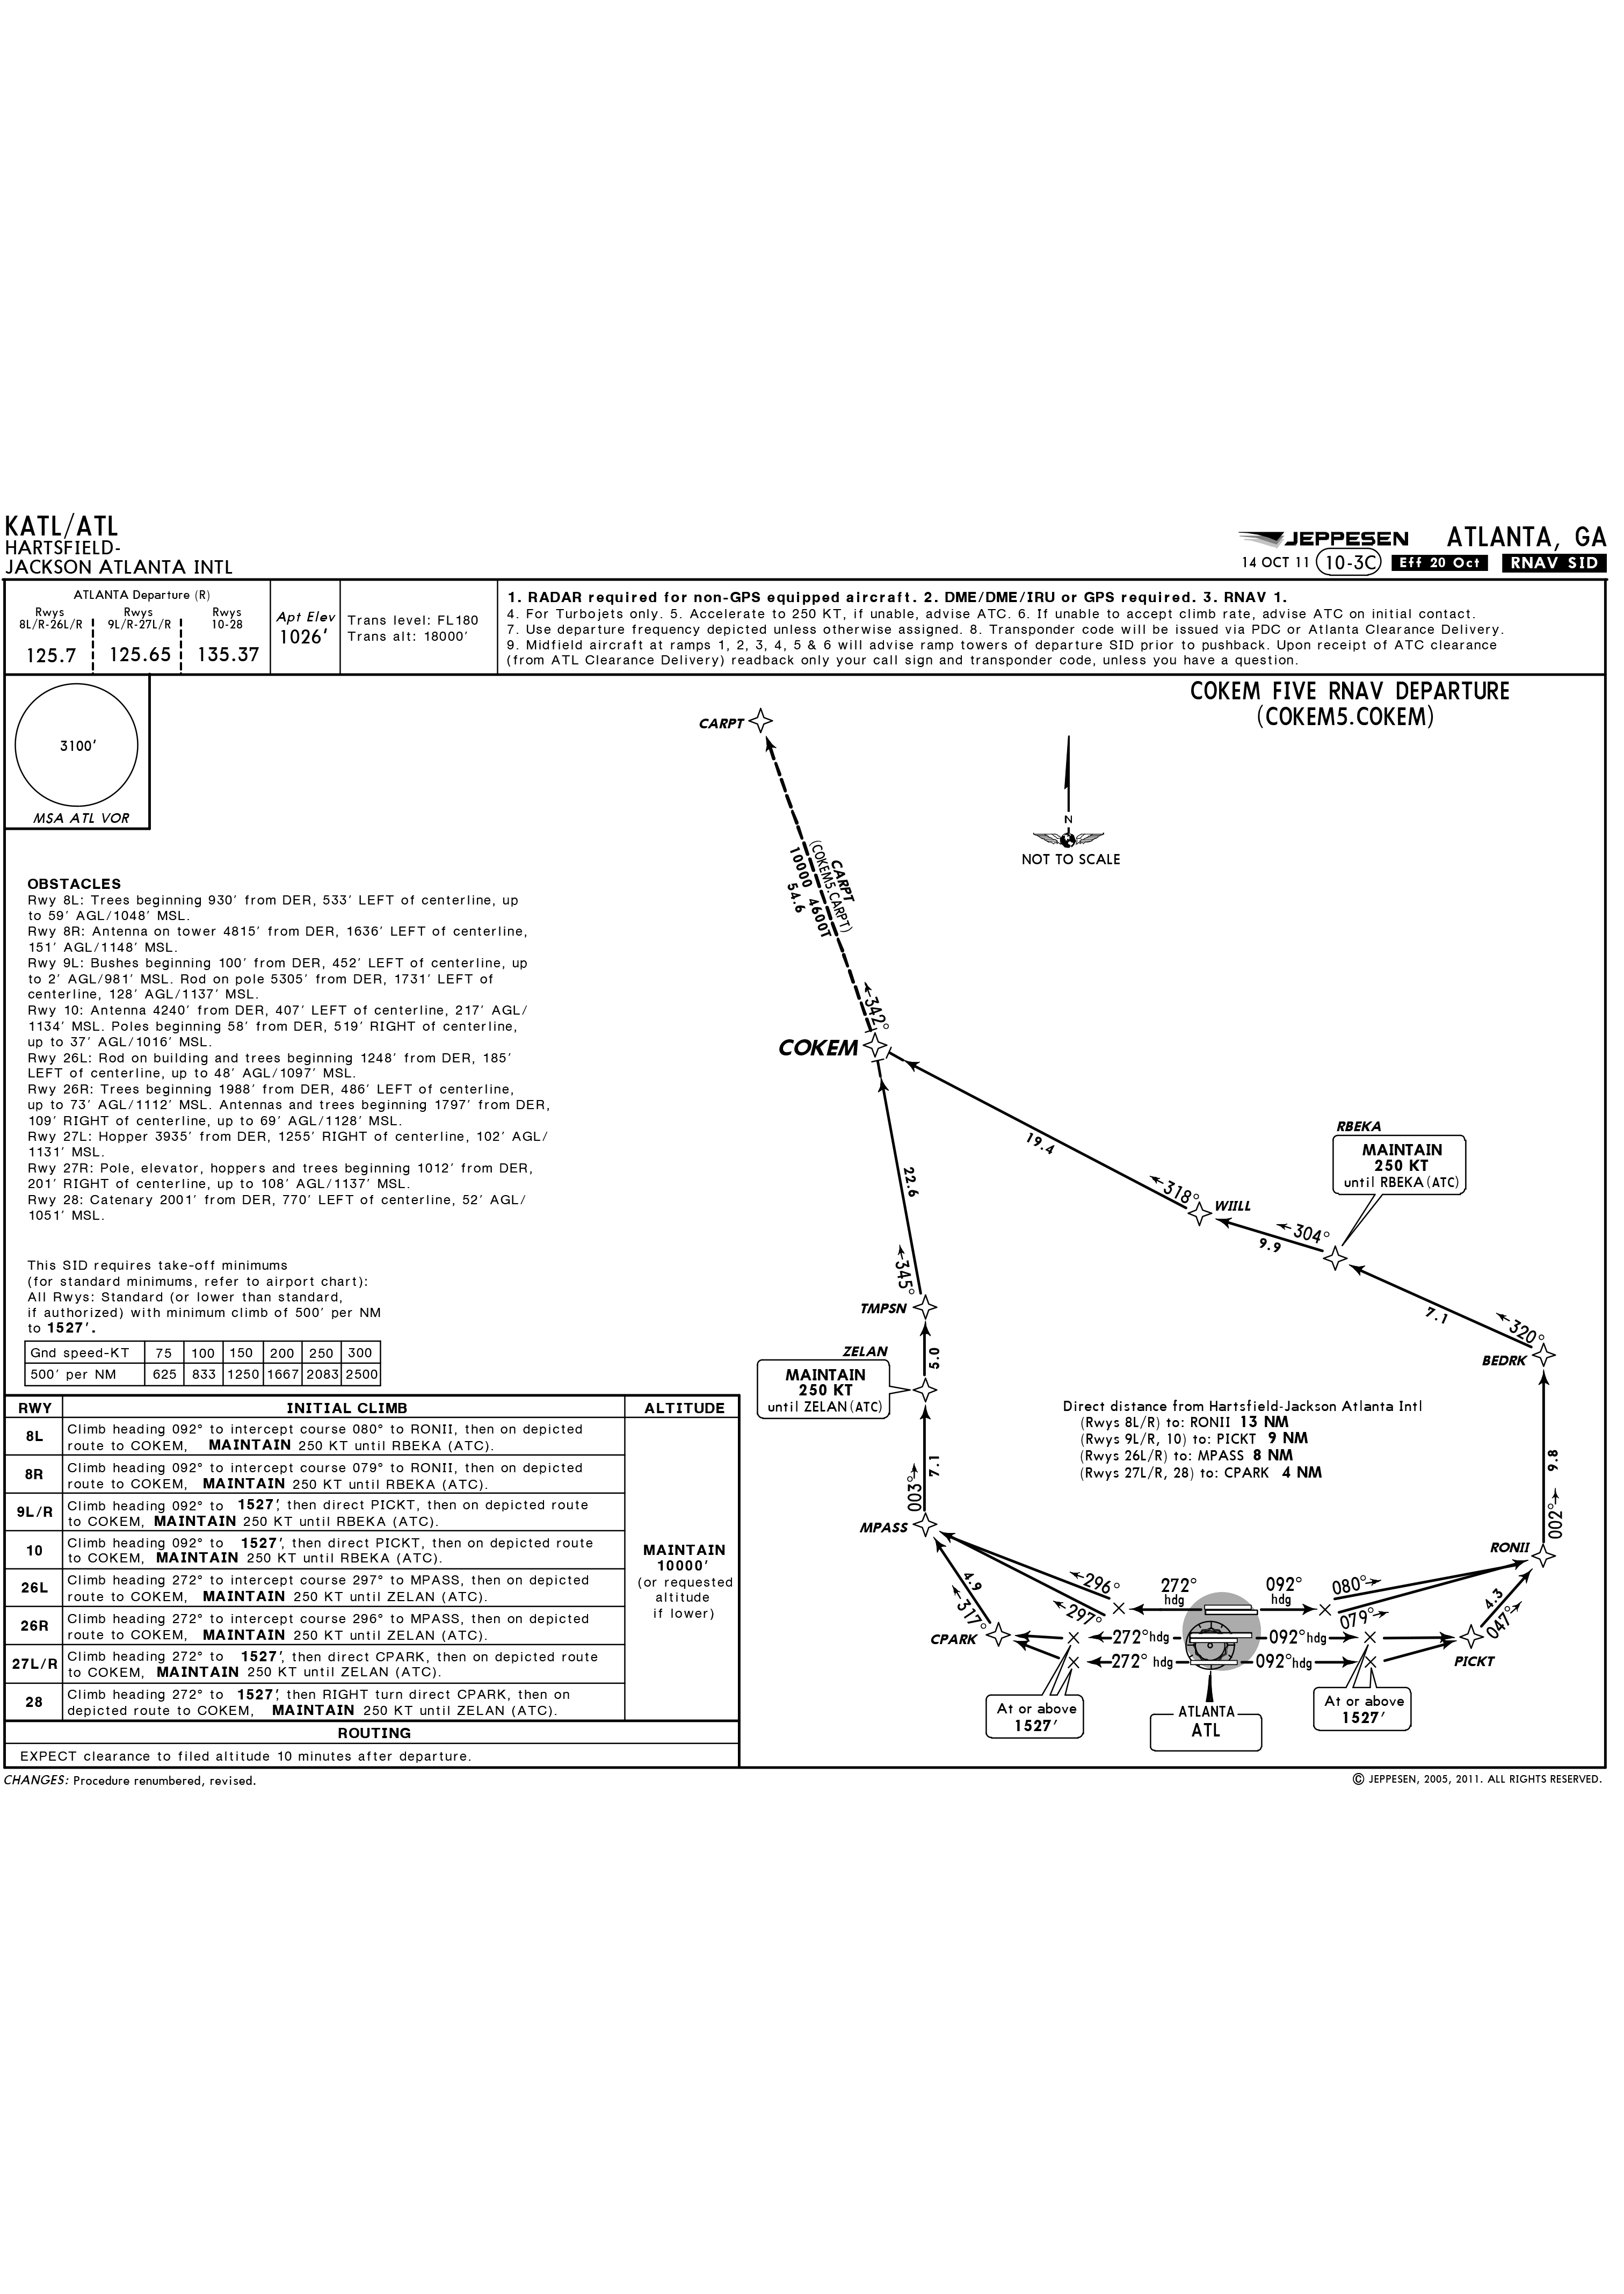 KATL/ATL
HARTSFIELD-
JACKSON ATLANTA INTL
JEPPESEN
ATLANTA, GA
14 OCT 11
10-3C
Eff 20 Oct
RNAV SID
ATLANTA Departure (R)
Rwys
8L/R-26L/R
125.7
Rwys
9L/R-27L/R
125.65
Rwys
10-28
135.37
Apt Elev
1026'
Trans level: FL180
Trans alt: 18000'
1. RADAR required for non-GPS equipped aircraft. 2. DME/DME/IRU or GPS required. 3. RNAV 1.
4. For Turbojets only. 5. Accelerate to 250 KT, if unable, advise ATC. 6. If unable to accept climb rate, advise ATC on initial contact.
7. Use departure frequency depicted unless otherwise assigned. 8. Transponder code will be issued via PDC or Atlanta Clearance Delivery.
9. Midfield aircraft at ramps 1, 2, 3, 4, 5 & 6 will advise ramp towers of departure SID prior to pushback. Upon receipt of ATC clearance
(from ATL Clearance Delivery) readback only your call sign and transponder code, unless you have a question.
3100'
MSA ATL VOR
COKEM FIVE RNAV DEPARTURE
(COKEM5.COKEM)
CARPT
N
NOT TO SCALE
CARPT
(COKEM5.CARPT)
10000 4600T
54.6
342°
COKEM
OBSTACLES
Rwy 8L: Trees beginning 930' from DER, 533' LEFT of centerline, up
to 59' AGL/1048' MSL.
Rwy 8R: Antenna on tower 4815' from DER, 1636' LEFT of centerline,
151' AGL/1148' MSL.
Rwy 9L: Bushes beginning 100' from DER, 452' LEFT of centerline, up
to 2' AGL/981' MSL. Rod on pole 5305' from DER, 1731' LEFT of
centerline, 128' AGL/1137' MSL.
Rwy 10: Antenna 4240' from DER, 407' LEFT of centerline, 217' AGL/
1134' MSL. Poles beginning 58' from DER, 519' RIGHT of centerline,
up to 37' AGL/1016' MSL.
Rwy 26L: Rod on building and trees beginning 1248' from DER, 185'
LEFT of centerline, up to 48' AGL/1097' MSL.
Rwy 26R: Trees beginning 1988' from DER, 486' LEFT of centerline,
up to 73' AGL/1112' MSL. Antennas and trees beginning 1797' from DER,
109' RIGHT of centerline, up to 69' AGL/1128' MSL.
Rwy 27L: Hopper 3935' from DER, 1255' RIGHT of centerline, 102' AGL/
1131' MSL.
Rwy 27R: Pole, elevator, hoppers and trees beginning 1012' from DER,
201' RIGHT of centerline, up to 108' AGL/1137' MSL.
Rwy 28: Catenary 2001' from DER, 770' LEFT of centerline, 52' AGL/
1051' MSL.
This SID requires take-off minimums
(for standard minimums, refer to airport chart):
All Rwys: Standard (or lower than standard,
if authorized) with minimum climb of 500' per NM
to 1527'.
Gnd speed-KT 75 100 150 200 250 300
500' per NM 625 833 1250 1667 2083 2500
19.4
318°
WIILL
304°
9.9
RBEKA
MAINTAIN
250 KT
until RBEKA (ATC)
7.1
320°
BEDRK
22.6
345°
TMPSN
5.0
ZELAN
MAINTAIN
250 KT
until ZELAN (ATC)
7.1
003°
MPASS
Direct distance from Hartsfield-Jackson Atlanta Intl
(Rwys 8L/R) to: RONII 13 NM
(Rwys 9L/R, 10) to: PICKT 9 NM
(Rwys 26L/R) to: MPASS 8 NM
(Rwys 27L/R, 28) to: CPARK 4 NM
9.8
002°
RONII
4.9
317°
CPARK
296°
297°
272°
hdg
092°
hdg
080°
079°
4.3
047°
PICKT
272° hdg
092° hdg
272° hdg
092° hdg
At or above
1527'
At or above
1527'
ATLANTA
ATL
RWY INITIAL CLIMB ALTITUDE
8L Climb heading 092° to intercept course 080° to RONII, then on depicted
route to COKEM, MAINTAIN 250 KT until RBEKA (ATC).
8R Climb heading 092° to intercept course 079° to RONII, then on depicted
route to COKEM, MAINTAIN 250 KT until RBEKA (ATC).
9L/R Climb heading 092° to 1527', then direct PICKT, then on depicted route
to COKEM, MAINTAIN 250 KT until RBEKA (ATC).
10 Climb heading 092° to 1527', then direct PICKT, then on depicted route
to COKEM, MAINTAIN 250 KT until RBEKA (ATC).
26L Climb heading 272° to intercept course 297° to MPASS, then on depicted
route to COKEM, MAINTAIN 250 KT until ZELAN (ATC).
26R Climb heading 272° to intercept course 296° to MPASS, then on depicted
route to COKEM, MAINTAIN 250 KT until ZELAN (ATC).
27L/R Climb heading 272° to 1527', then direct CPARK, then on depicted route
to COKEM, MAINTAIN 250 KT until ZELAN (ATC).
28 Climb heading 272° to 1527', then RIGHT turn direct CPARK, then on
depicted route to COKEM, MAINTAIN 250 KT until ZELAN (ATC).
MAINTAIN
10000'
(or requested
altitude
if lower)
ROUTING
EXPECT clearance to filed altitude 10 minutes after departure.
CHANGES: Procedure renumbered, revised.
© JEPPESEN, 2005, 2011. ALL RIGHTS RESERVED.